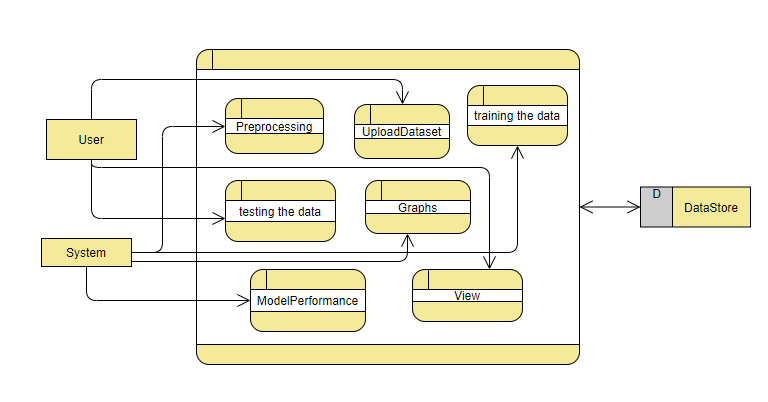 training the data
Preprocessing
UploadDataset
User
D
testing the data
Graphs
DataStore
System
ModelPerformance
View